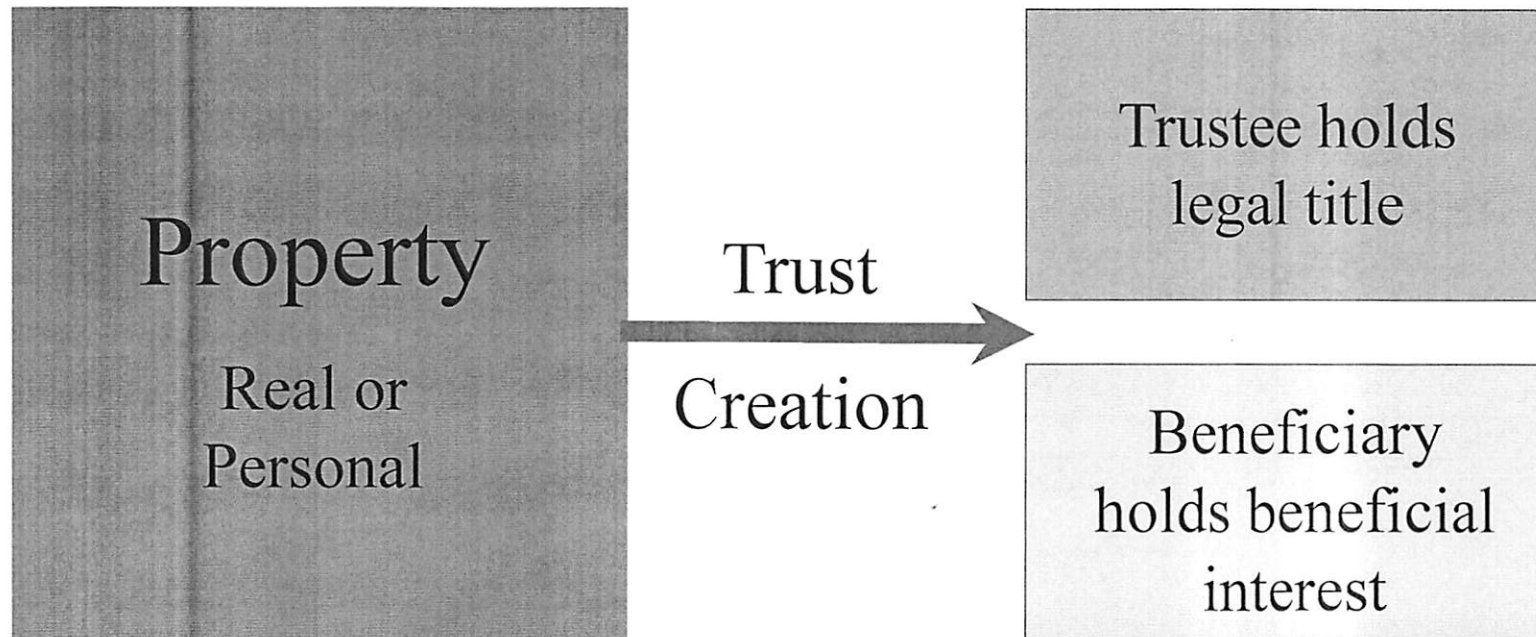 Property
Real or
Personal
Trust
Creation
Trustee holds
legal title
Beneficiary
holds beneficial
interest